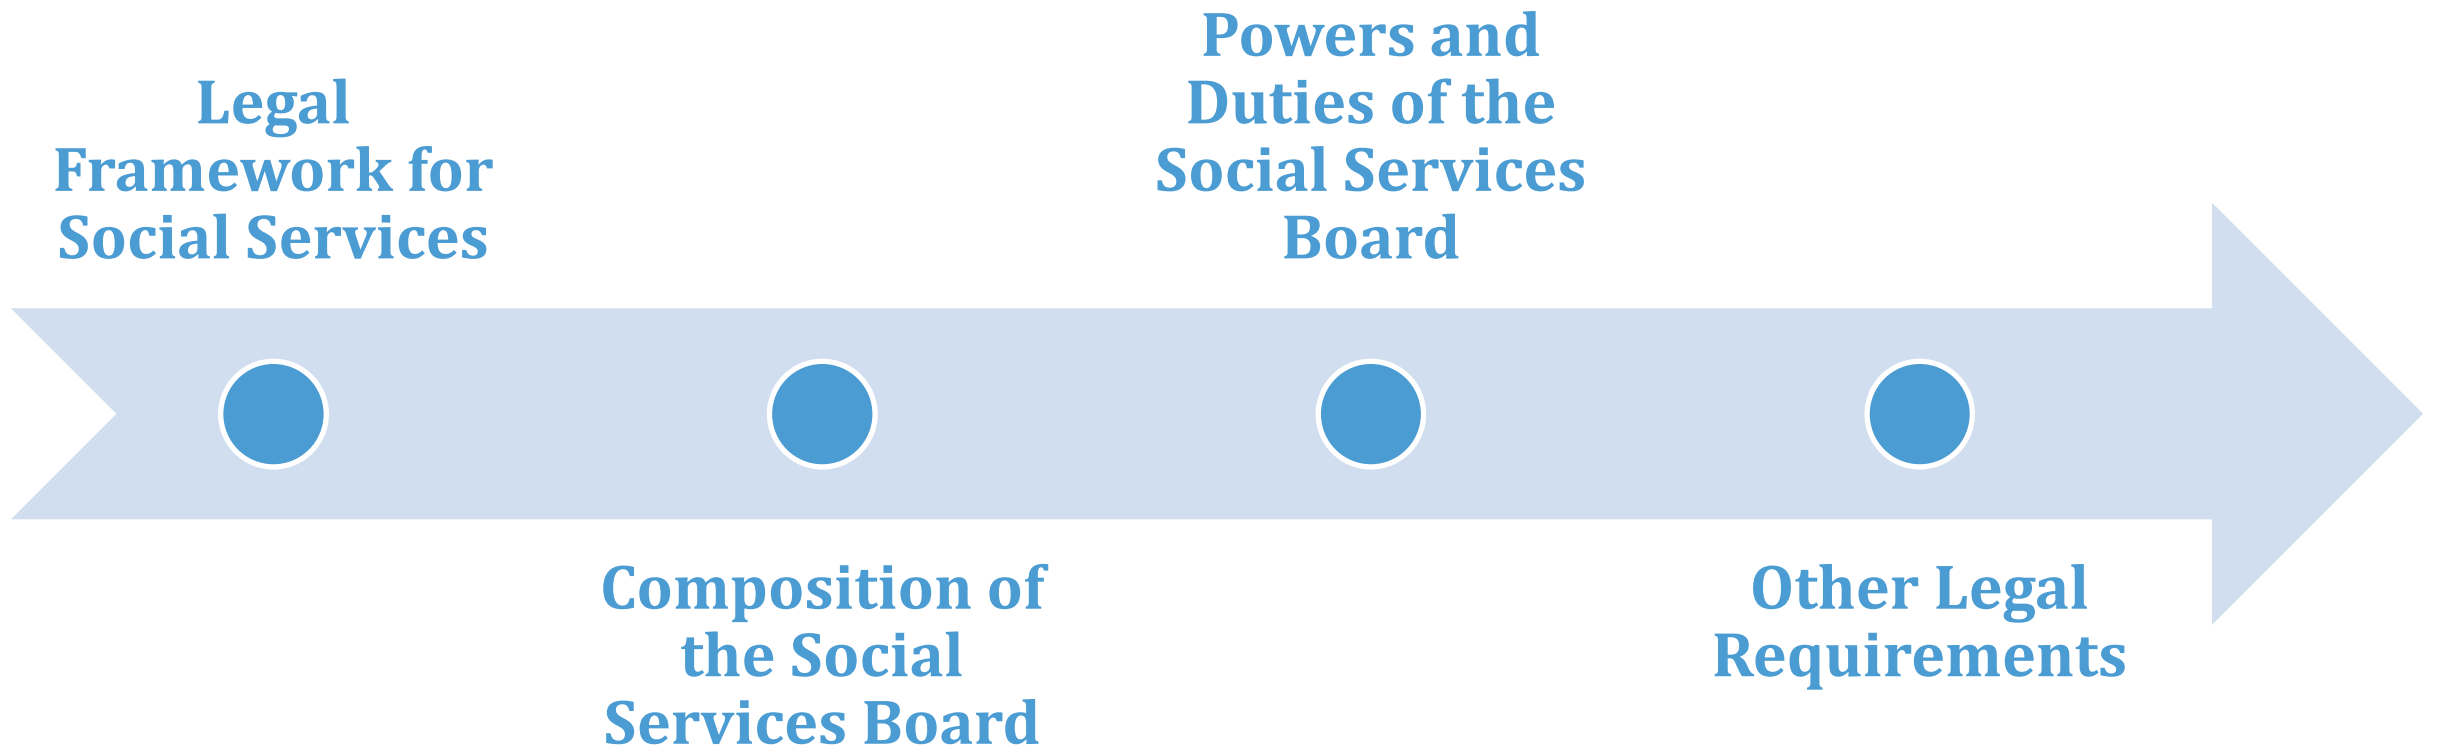 Legal
Framework for
Social Services
Composition of
the Social
Services Board
Powers and
Duties of the
Social Services
Board
Other Legal
Requirements